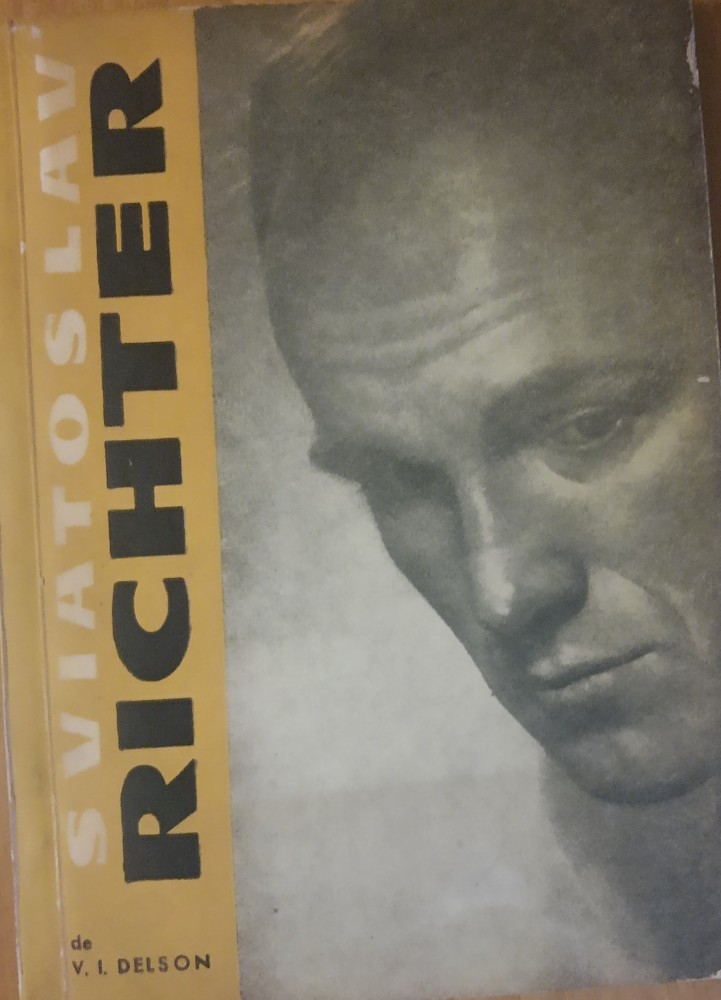 SVIATOSLAV
RICHTER
de
V. I. DELSON